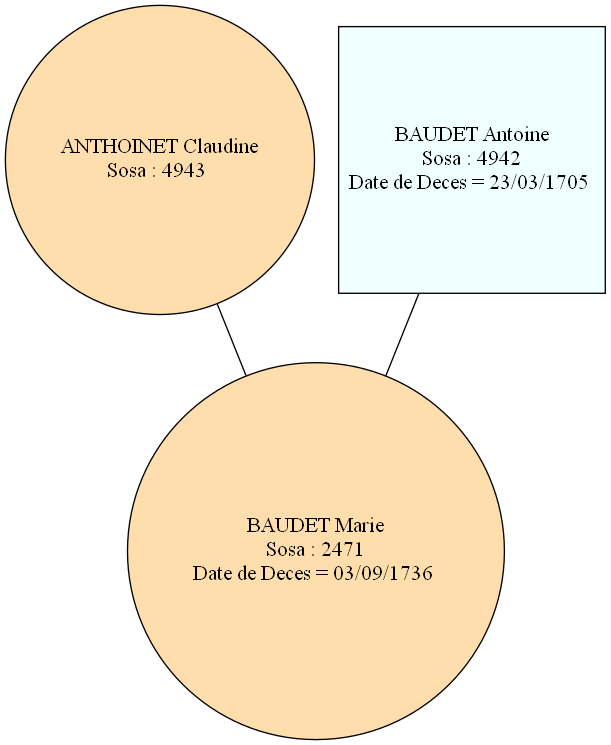 ANTHOINET Claudine
Sosa : 4943
BAUDET Antoine
Sosa : 4942
Date de Deces = 23/03/1705
BAUDET Marie
Sosa : 2471
Date de Deces = 03/09/1736